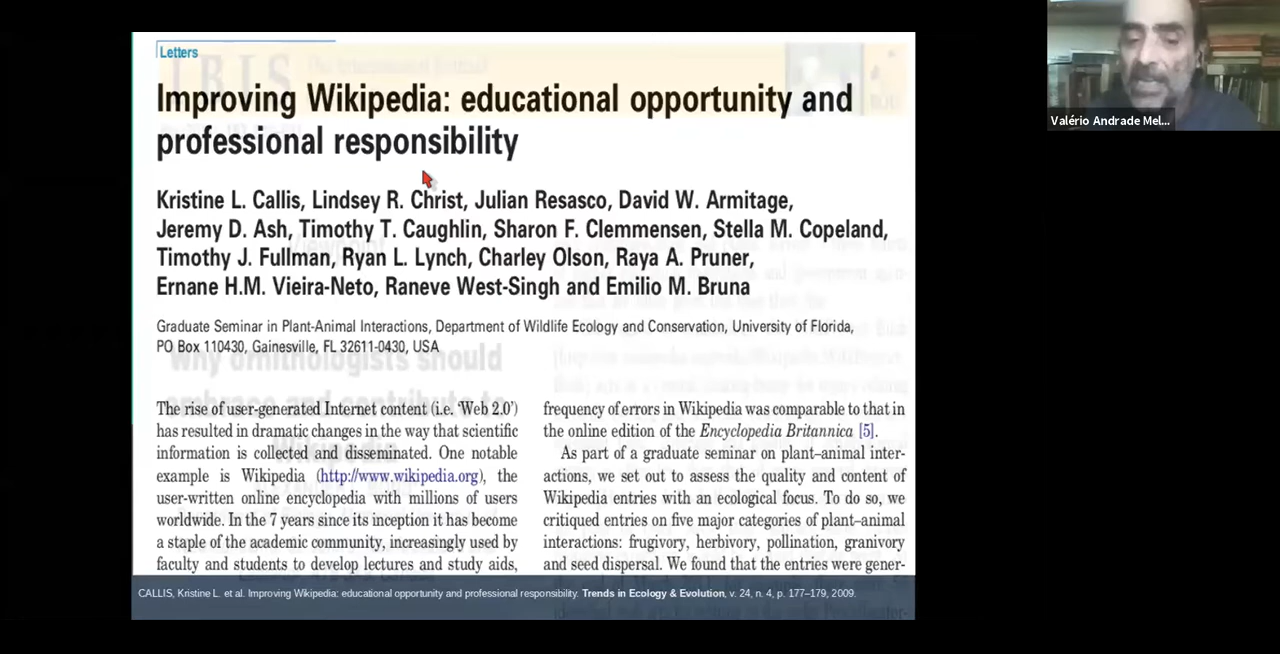 Letters
Improving Wikipedia: educational opportunity and
professional responsibility
Kristine L. Callis, Lindsey R. Christ, Julian Resasco, David W. Armitage,
Jeremy D. Ash, Timothy T. Caughlin, Sharon F. Clemmensen, Stella M. Copeland,
Timothy J. Fullman, Ryan L. Lynch, Charley Olson, Raya A. Pruner,
Ernane H.M. Vieira-Neto, Raneve West-Singh and Emilio M. Bruna
Graduate Seminar in Plant-Animal Interactions, Department of Wildlife Ecology and Conservation, University of Florida,
PO Box 110430, Gainesville, FL 32611-0430, USA
The rise of user-generated Internet content (i.e. ‘Web 2.0’)
has resulted in dramatic changes in the way that scientific
information is collected and disseminated. One notable
example is Wikipedia (http://www.wikipedia.org), the
user-written online encyclopedia with millions of users
worldwide. In the 7 years since its inception it has become
a staple of the academic community, increasingly used by
faculty and students to develop lectures and study aids,
frequency of errors in Wikipedia was comparable to that in
the online edition of the Encyclopedia Britannica [5].
As part of a graduate seminar on plant–animal inter-
actions, we set out to assess the quality and content of
Wikipedia entries with an ecological focus. To do so, we
critiqued entries on five major categories of plant–animal
interactions: frugivory, herbivory, pollination, granivory
and seed dispersal. We found that the entries were gener-
CALLIS, Kristine L. et al. Improving Wikipedia: educational opportunity and professional responsibility. Trends in Ecology & Evolution, v. 24, n. 4, p. 177–179, 2009.
Valério Andrade Mel...
IBIS
Viewpoint
Why ornithologists should
embrace and contribute to
Wikipedia